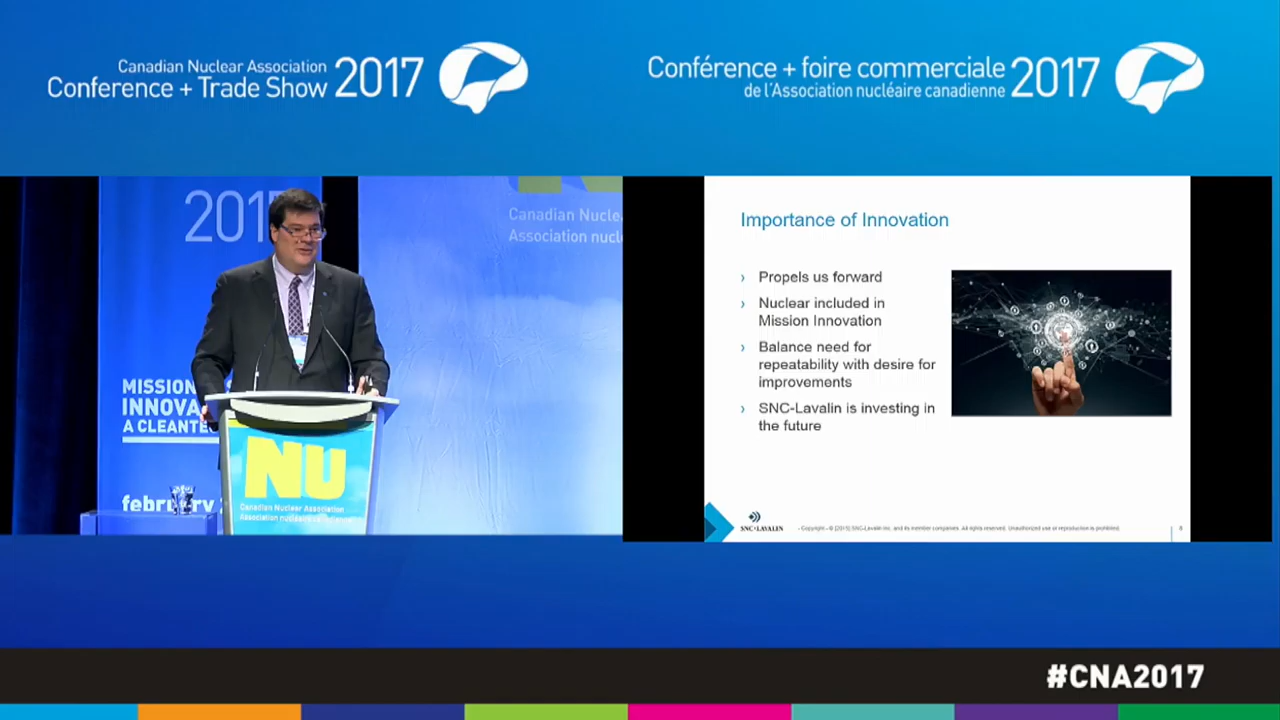 Canadian Nuclear Association
Conference + Trade Show 2017
Conférence + foire commerciale 2017
de l'Association nucléaire canadienne
2017
Canadian Nuclea
Association nuclé
MISSION
INNOVA
A CLEANTE
february 2
NU
Canadian Nuclear Association
Association nucléaire canadienne
Importance of Innovation
› Propels us forward
› Nuclear included in
Mission Innovation
› Balance need for
repeatability with desire for
improvements
› SNC-Lavalin is investing in
the future
SNC•LAVALIN
- Copyright - © [2015] SNC-Lavalin Inc. and its member companies. All rights reserved. Unauthorized use or reproduction is prohibited.
8
#CNA2017